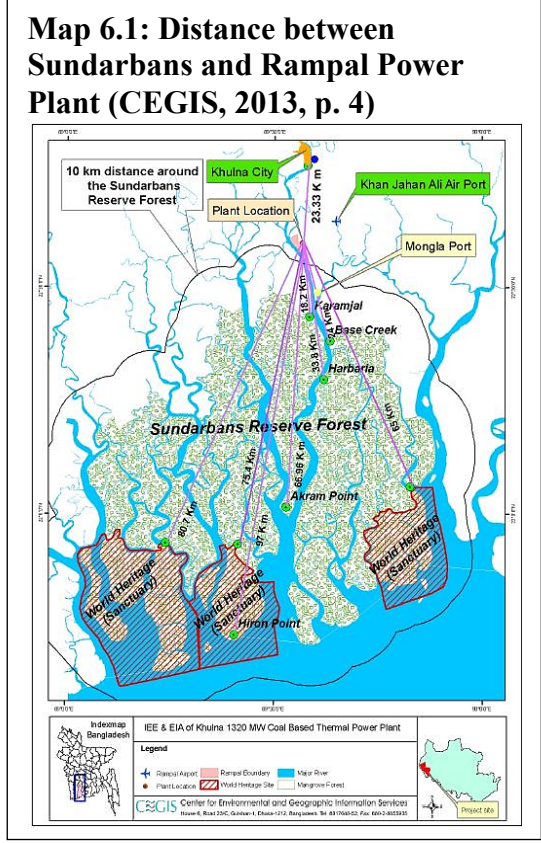 Map 6.1: Distance between
Sundarbans and Rampal Power
Plant (CEGIS, 2013, p. 4)
10 km distance around
the Sundarbans
Reserve Forest
Khulna City
23.33 K m
Khan Jahan Ali Air Port
Plant Location
Mongla Port
18.2 Km
Karamjal
24 Km
Base Creek
33.8 Km
Harbaria
Sundarbans Reserve Forest
69 Km
75.4 Km
66.96 K m
Akram Point
80.7 Km
97 K m
World Heritage
(Sanctuary)
World Heritage
(Sanctuary)
World Heritage
(Sanctuary)
Hiron Point
Indexmap
Bangladesh
IEE & EIA of Khulna 1320 MW Coal Based Thermal Power Plant
Legend
Rampal Airport
Rampal Boundary
Major River
Plant Location
World Heritage Site
Mangrove Forest
CEGIS Center for Environmental and Geographic Information Services
Project site